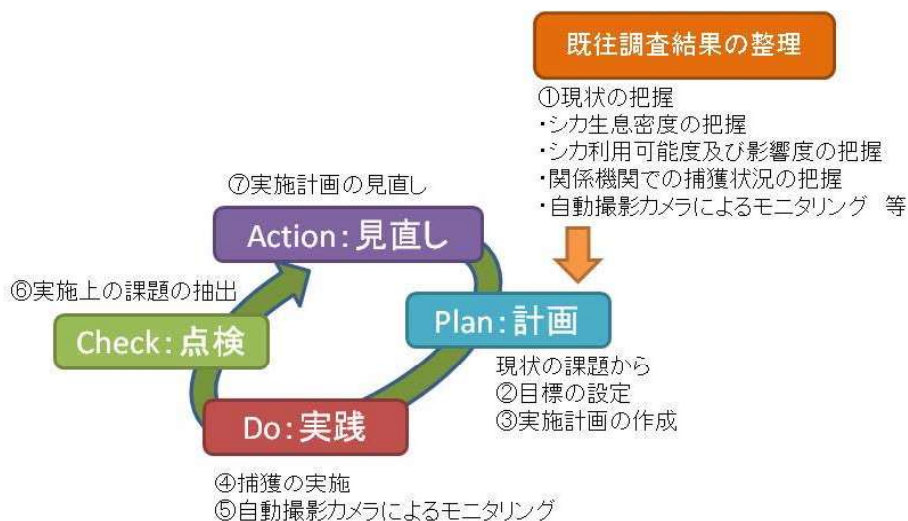 既往調査結果の整理
①現状の把握
・シカ生息密度の把握
・シカ利用可能度及び影響度の把握
・関係機関での捕獲状況の把握
・自動撮影カメラによるモニタリング 等
⑦実施計画の見直し
Action：見直し
⑥実施上の課題の抽出
Check：点検
Plan：計画
現状の課題から
②目標の設定
③実施計画の作成
Do：実践
④捕獲の実施
⑤自動撮影カメラによるモニタリング